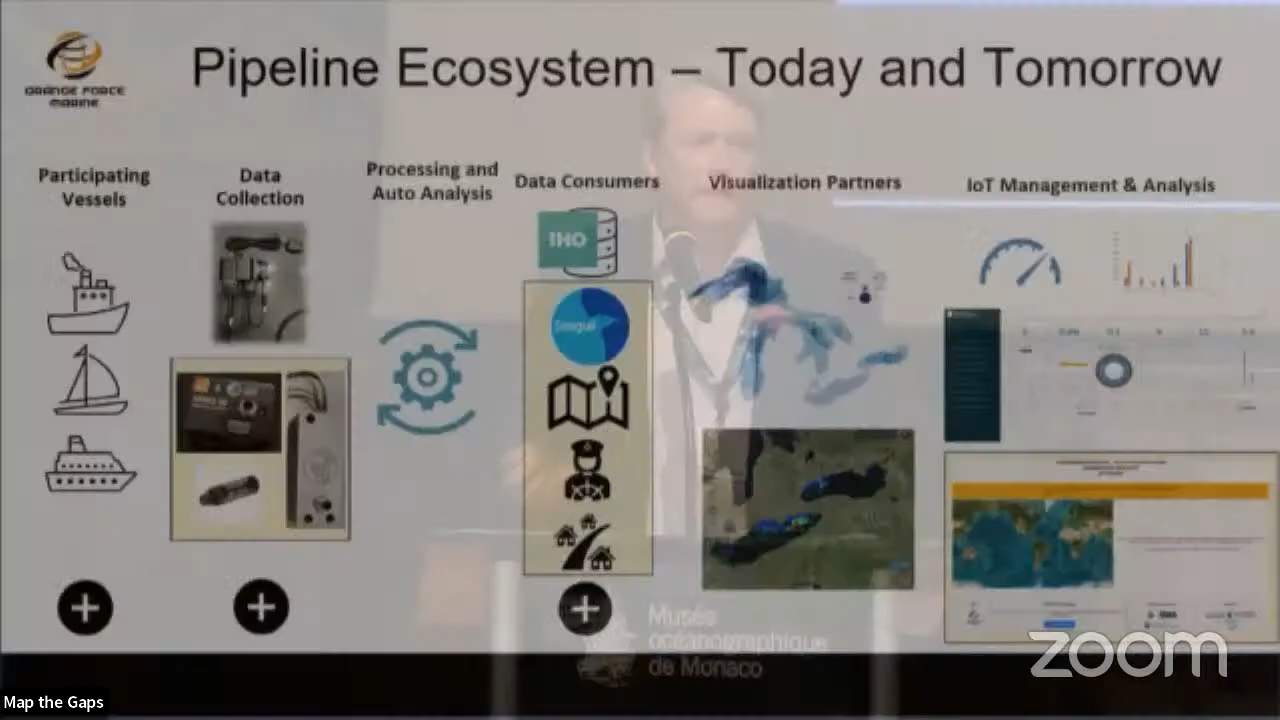 ORANGE FORCE
MARINE
Pipeline Ecosystem – Today and Tomorrow
Participating
Vessels
Data
Collection
Processing and
Auto Analysis
Data Consumers
Visualization Partners
IoT Management & Analysis
IHO
Seagull
Musée
océanographique
de Monaco
zoom
Map the Gaps